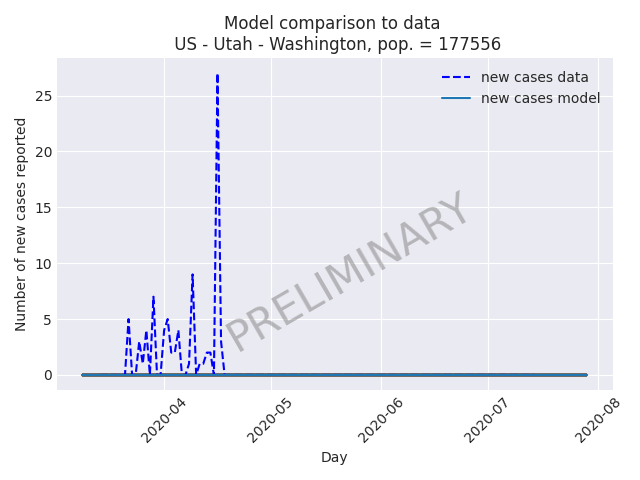 Model comparison to data
US - Utah - Washington, pop. = 177556
new cases data
new cases model
Number of new cases reported
25
20
15
10
5
0
PRELIMINARY
2020-04
2020-05
2020-06
2020-07
2020-08
Day